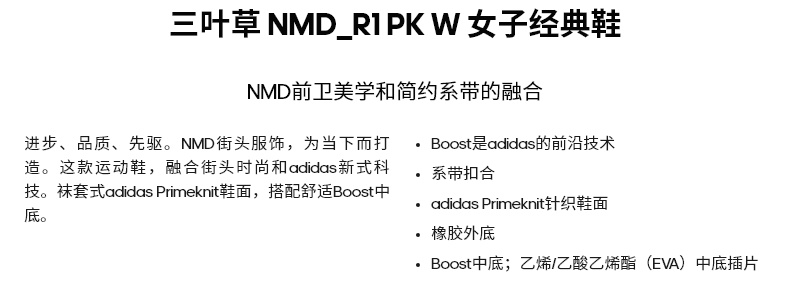 三叶草 NMD_R1 PK W 女子经典鞋
NMD前卫美学和简约系带的融合
进步、品质、先驱。NMD街头服饰，为当下而打
造。这款运动鞋，融合街头时尚和adidas新式科
技。袜套式adidas Primeknit鞋面，搭配舒适Boost中
底。
• Boost是adidas的前沿技术
• 系带扣合
• adidas Primeknit针织鞋面
• 橡胶外底
• Boost中底；乙烯/乙酸乙烯酯（EVA）中底插片